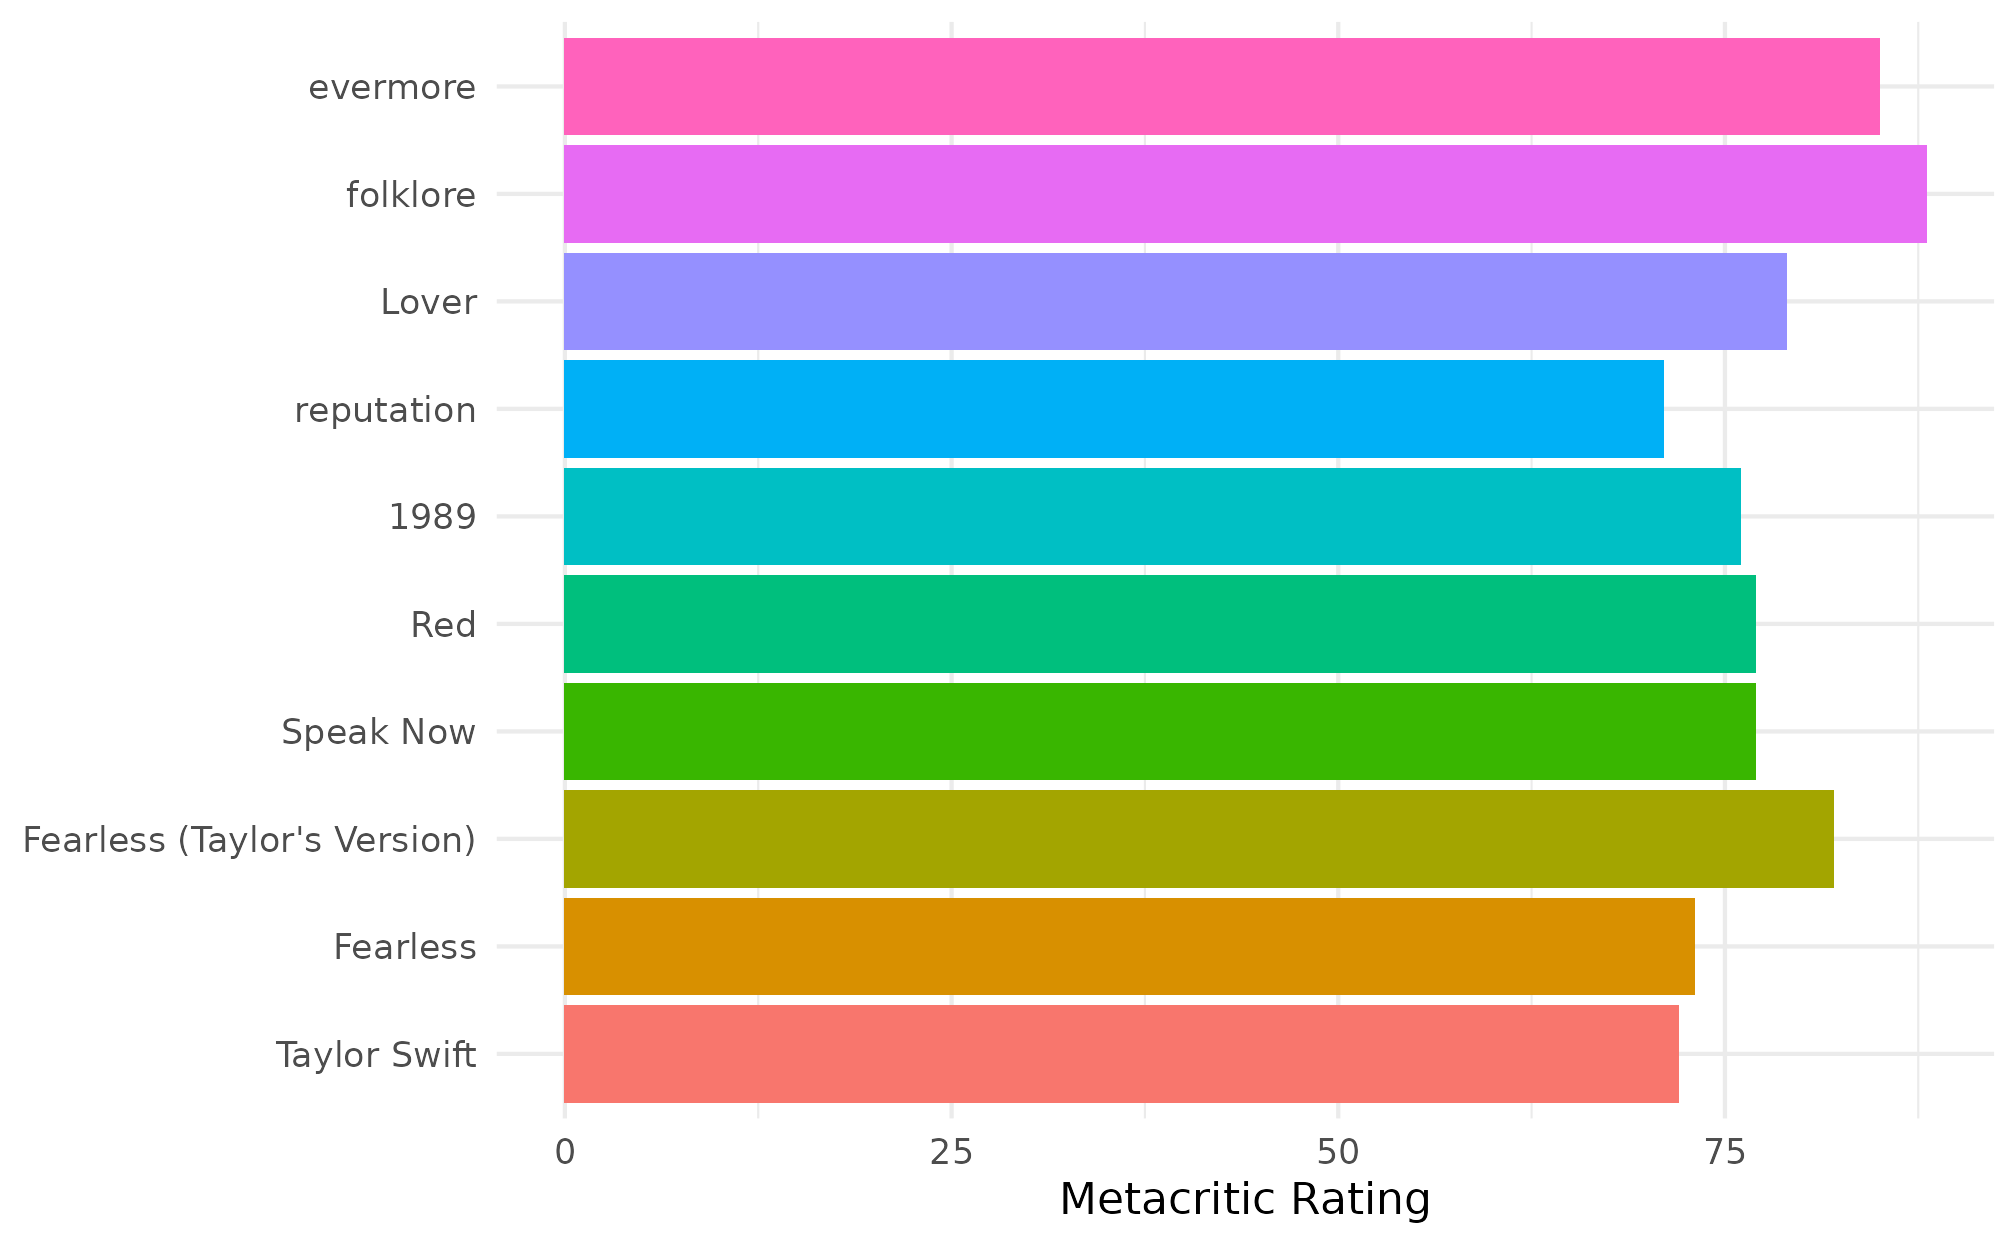 evermore
folklore
Lover
reputation
1989
Red
Speak Now
Fearless (Taylor's Version)
Fearless
Taylor Swift
0 25 50 75
Metacritic Rating